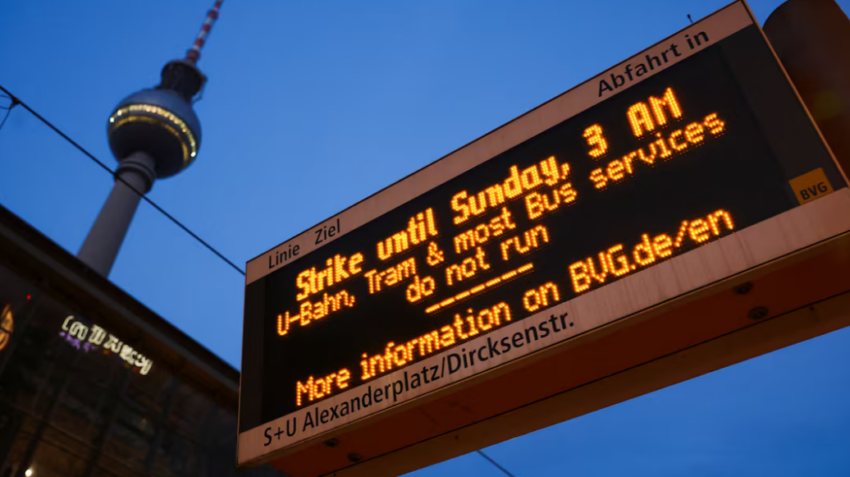 Linie Ziel Abfahrt in
Strike until Sunday, 3 AM
U-Bahn, Tram & most Bus services
do not run
-------
More information on BVG.de/en
BVG
S+U Alexanderplatz/Dircksenstr.